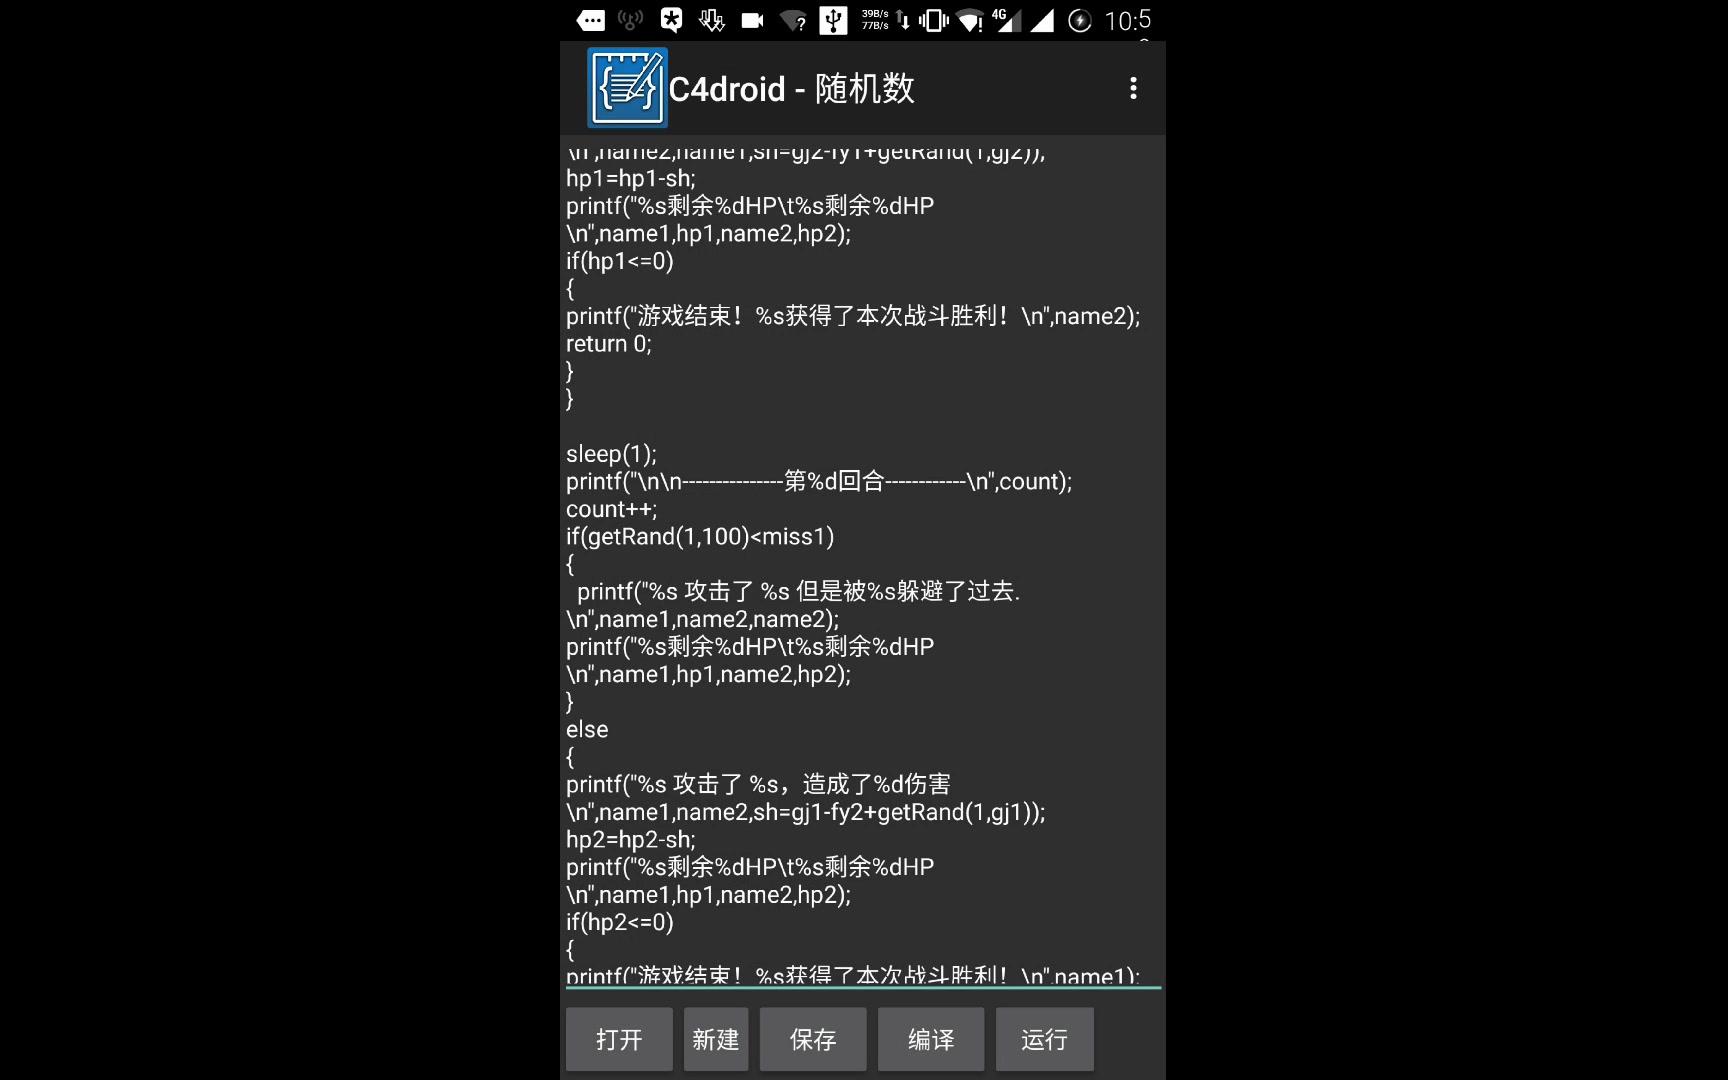 39B/s
77B/s
4G
10:5
C4droid - 随机数
\n",name2,name1,sh=gj2-fy1+getRand(1,gj2));
hp1=hp1-sh;
printf("%s剩余%dHP\t%s剩余%dHP
\n",name1,hp1,name2,hp2);
if(hp1<=0)
{
printf("游戏结束！%s获得了本次战斗胜利！\n",name2);
return 0;
}
}
sleep(1);
printf("\n\n---------------第%d回合------------\n",count);
count++;
if(getRand(1,100)<miss1)
{
printf("%s 攻击了 %s 但是被%s躲避了过去.
\n",name1,name2,name2);
printf("%s剩余%dHP\t%s剩余%dHP
\n",name1,hp1,name2,hp2);
}
else
{
printf("%s 攻击了 %s，造成了%d伤害
\n",name1,name2,sh=gj1-fy2+getRand(1,gj1));
hp2=hp2-sh;
printf("%s剩余%dHP\t%s剩余%dHP
\n",name1,hp1,name2,hp2);
if(hp2<=0)
{
printf("游戏结束！%s获得了本次战斗胜利！\n",name1);
打开 新建 保存 编译 运行